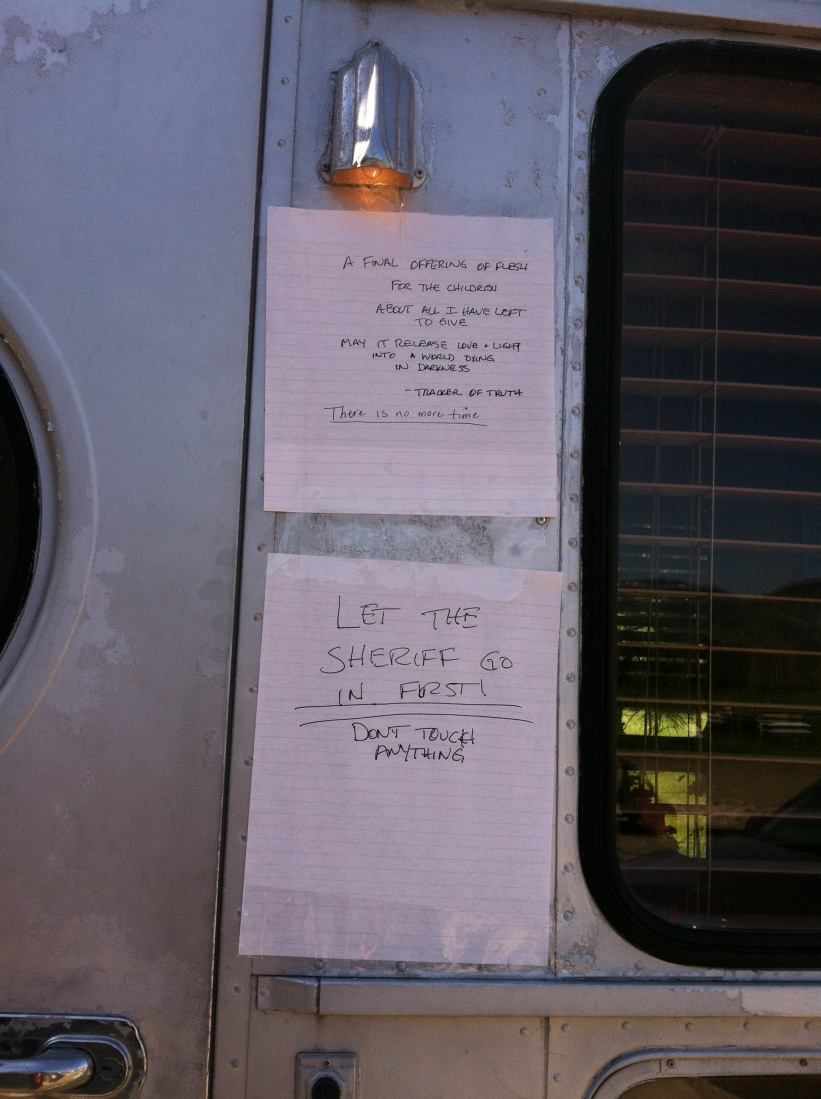 A FINAL OFFERING OF FLESH
FOR THE CHILDREN
ABOUT ALL I HAVE LEFT
TO GIVE
MAY IT RELEASE LOVE + LIGHT
INTO A WORLD DYING
IN DARKNESS
- TRACKER OF TRUTH
There is no more time
LET THE
SHERIFF GO
IN FIRST!
DONT TOUCH
ANYTHING